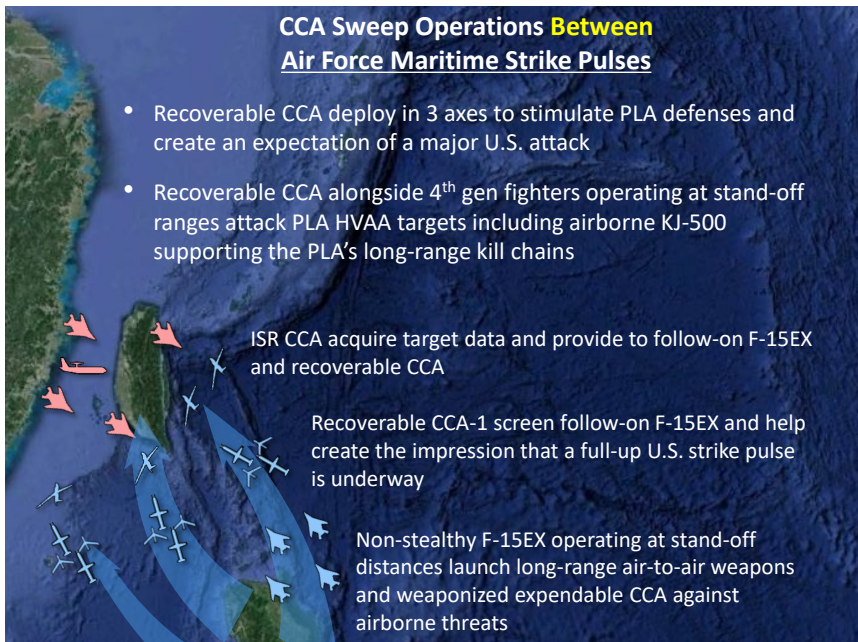 CCA Sweep Operations Between
Air Force Maritime Strike Pulses
• Recoverable CCA deploy in 3 axes to stimulate PLA defenses and
create an expectation of a major U.S. attack
• Recoverable CCA alongside 4th gen fighters operating at stand-off
ranges attack PLA HVAA targets including airborne KJ-500
supporting the PLA's long-range kill chains
ISR CCA acquire target data and provide to follow-on F-15EX
and recoverable CCA
Recoverable CCA-1 screen follow-on F-15EX and help
create the impression that a full-up U.S. strike pulse
is underway
Non-stealthy F-15EX operating at stand-off
distances launch long-range air-to-air weapons
and weaponized expendable CCA against
airborne threats